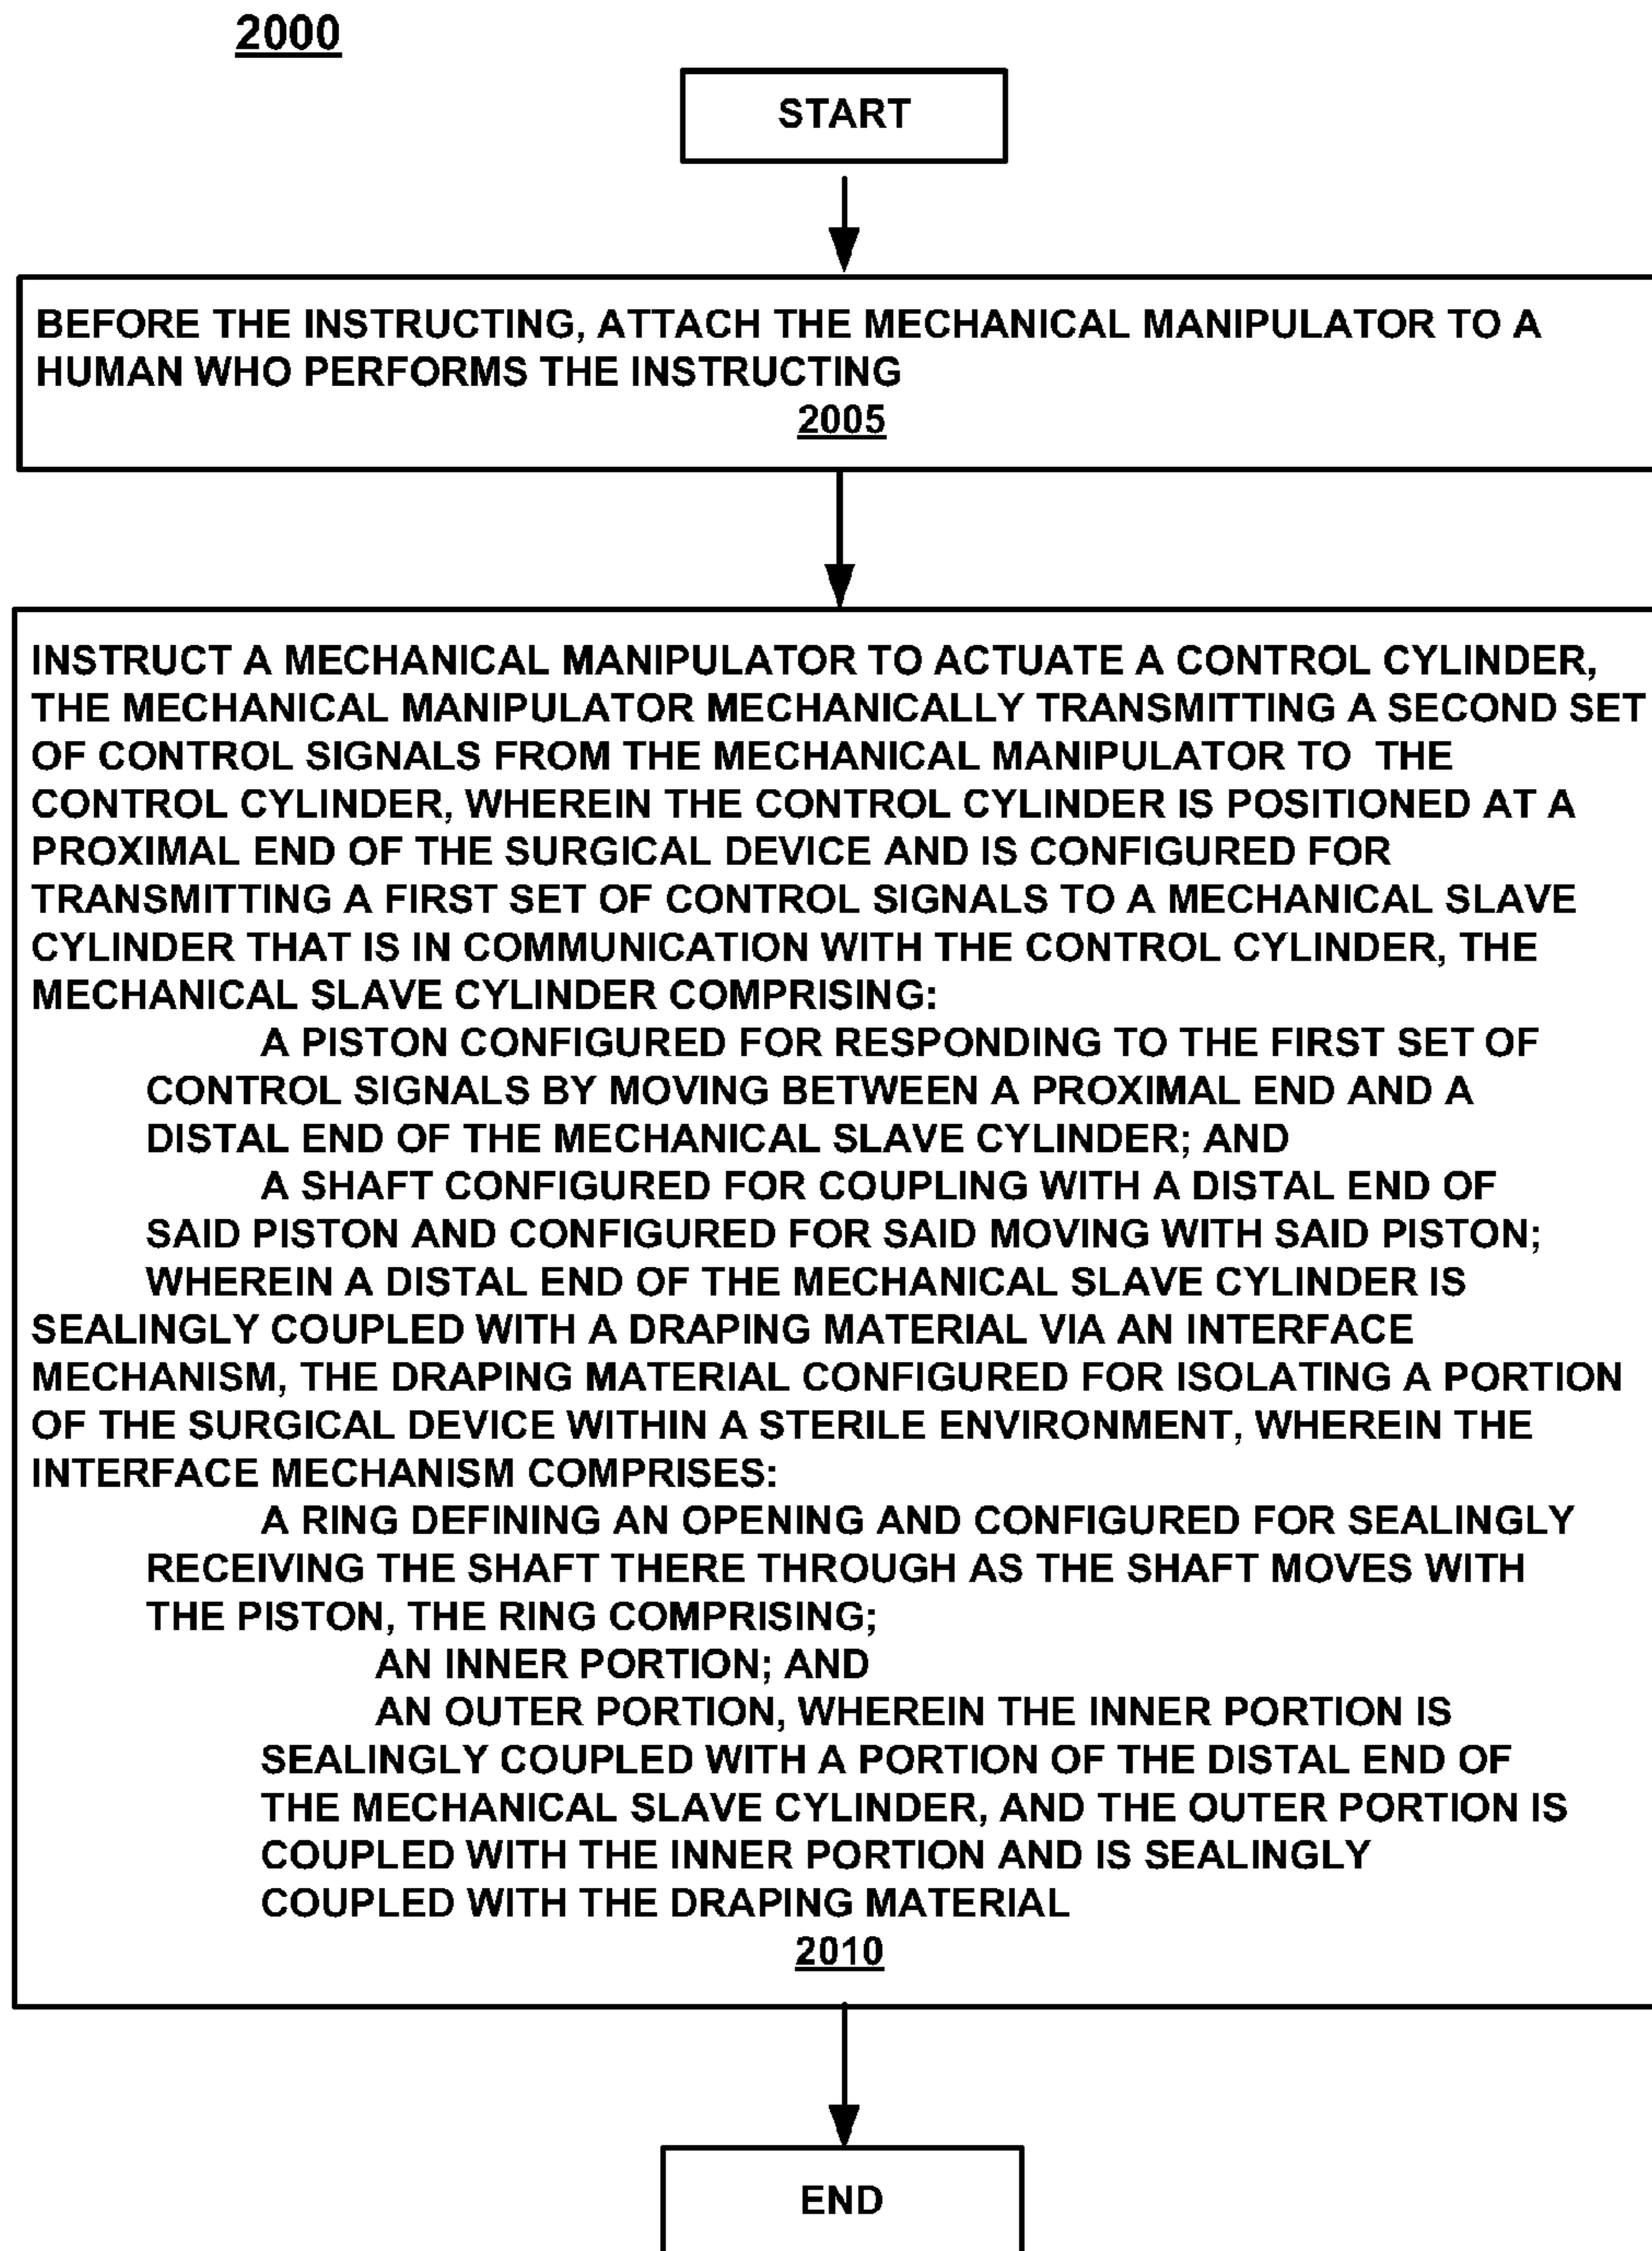 2000
START
BEFORE THE INSTRUCTING, ATTACH THE MECHANICAL MANIPULATOR TO A
HUMAN WHO PERFORMS THE INSTRUCTING
2005
INSTRUCT A MECHANICAL MANIPULATOR TO ACTUATE A CONTROL CYLINDER,
THE MECHANICAL MANIPULATOR MECHANICALLY TRANSMITTING A SECOND SET
OF CONTROL SIGNALS FROM THE MECHANICAL MANIPULATOR TO THE
CONTROL CYLINDER, WHEREIN THE CONTROL CYLINDER IS POSITIONED AT A
PROXIMAL END OF THE SURGICAL DEVICE AND IS CONFIGURED FOR
TRANSMITTING A FIRST SET OF CONTROL SIGNALS TO A MECHANICAL SLAVE
CYLINDER THAT IS IN COMMUNICATION WITH THE CONTROL CYLINDER, THE
MECHANICAL SLAVE CYLINDER COMPRISING:
A PISTON CONFIGURED FOR RESPONDING TO THE FIRST SET OF
CONTROL SIGNALS BY MOVING BETWEEN A PROXIMAL END AND A
DISTAL END OF THE MECHANICAL SLAVE CYLINDER; AND
A SHAFT CONFIGURED FOR COUPLING WITH A DISTAL END OF
SAID PISTON AND CONFIGURED FOR SAID MOVING WITH SAID PISTON;
WHEREIN A DISTAL END OF THE MECHANICAL SLAVE CYLINDER IS
SEALINGLY COUPLED WITH A DRAPING MATERIAL VIA AN INTERFACE
MECHANISM, THE DRAPING MATERIAL CONFIGURED FOR ISOLATING A PORTION
OF THE SURGICAL DEVICE WITHIN A STERILE ENVIRONMENT, WHEREIN THE
INTERFACE MECHANISM COMPRISES:
A RING DEFINING AN OPENING AND CONFIGURED FOR SEALINGLY
RECEIVING THE SHAFT THERE THROUGH AS THE SHAFT MOVES WITH
THE PISTON, THE RING COMPRISING;
AN INNER PORTION; AND
AN OUTER PORTION, WHEREIN THE INNER PORTION IS
SEALINGLY COUPLED WITH A PORTION OF THE DISTAL END OF
THE MECHANICAL SLAVE CYLINDER, AND THE OUTER PORTION IS
COUPLED WITH THE INNER PORTION AND IS SEALINGLY
COUPLED WITH THE DRAPING MATERIAL
2010
END